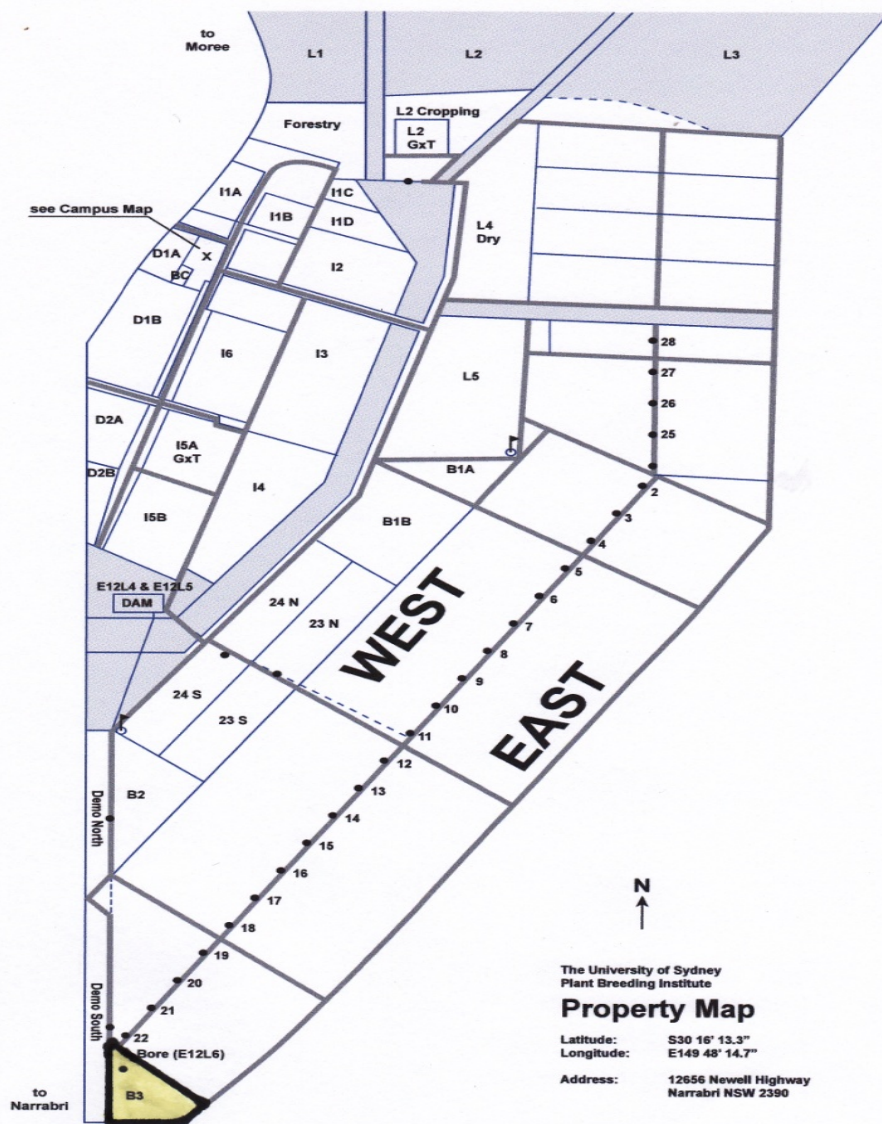 to
Moree
L1
L2
L3
L2 Cropping
L2
GxT
Forestry
I1A
I1C
see Campus Map
I1B
I1D
L4
Dry
D1A
X
BC
I2
D1B
I6
I3
L5
28
27
26
25
D2A
I5A
GxT
D2B
I4
B1A
I5B
B1B
2
3
4
5
6
7
8
9
10
11
12
13
14
15
16
17
18
19
20
21
22
E12L4 & E12L5
DAM
24 N
23 N
WEST
EAST
24 S
23 S
B2
Demo North
Demo South
Bore (E12L6)
B3
to
Narrabri
N
The University of Sydney
Plant Breeding Institute
Property Map
Latitude: S30 16' 13.3"
Longitude: E149 48' 14.7"
Address: 12656 Newell Highway
Narrabri NSW 2390